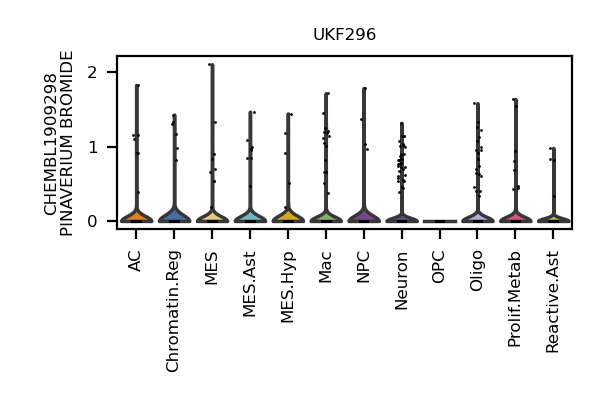 UKF296
CHEMBL1909298
PINAVERIUM BROMIDE
2
1
0
AC
Chromatin.Reg
MES
MES.Ast
MES.Hyp
Mac
NPC
Neuron
OPC
Oligo
Prolif.Metab
Reactive.Ast